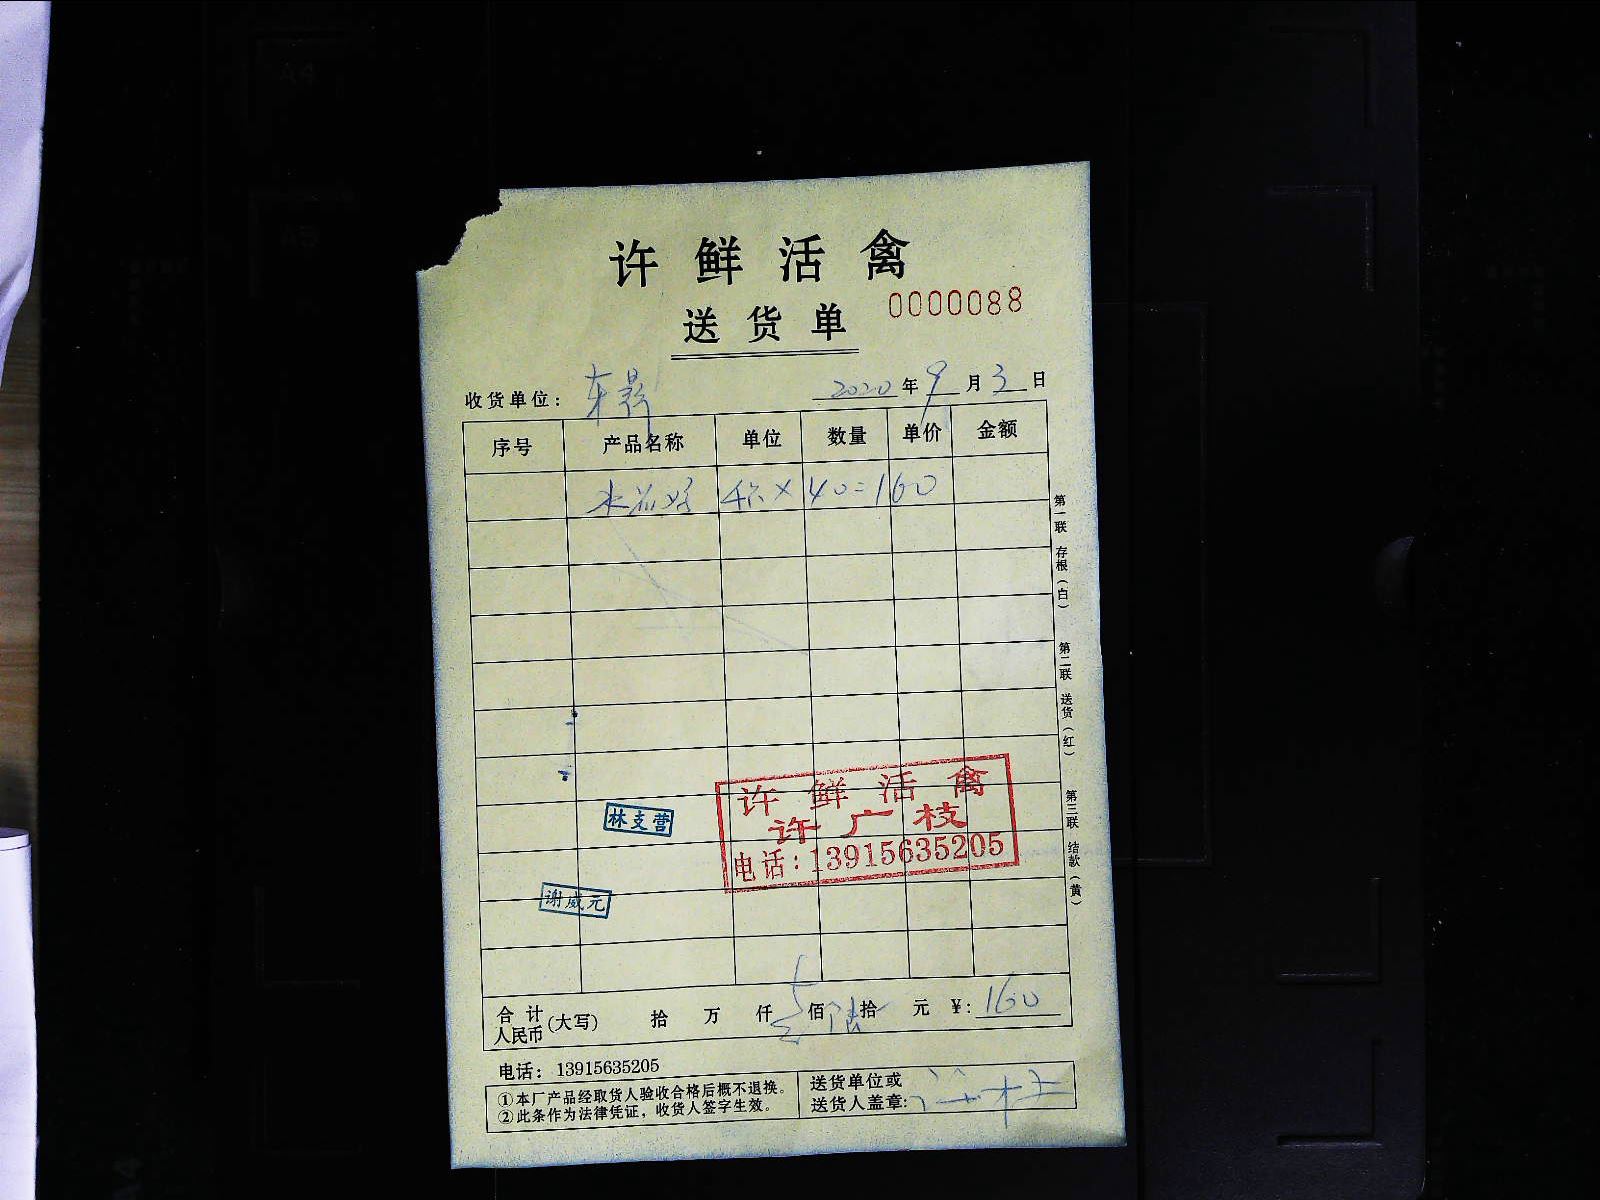 许鲜活禽
送货单
0000088
收货单位: 2020年9月3日
序号 产品名称 单位 数量 单价 金额
水 4 × 40=160
第一联 存根（白）
第二联 送货（红）
第三联 结款（黄）
许鲜活禽
许广枝
电话:13915635205
林支营
谢威元
合计人民币(大写) 拾 万 仟 壹佰陆拾 元 ¥:160
电话: 13915635205
①本厂产品经取货人验收合格后概不退换。
②此条作为法律凭证，收货人签字生效。
送货单位或
送货人盖章: